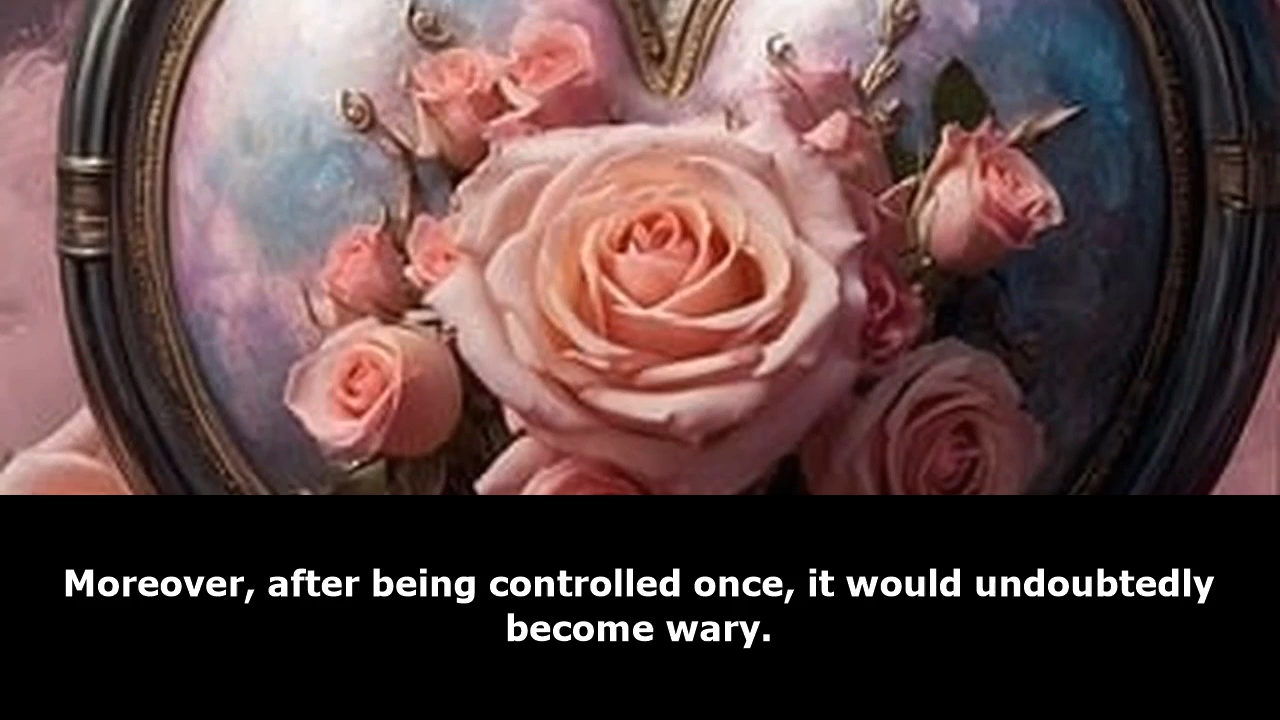 Moreover, after being controlled once, it would undoubtedly
become wary.